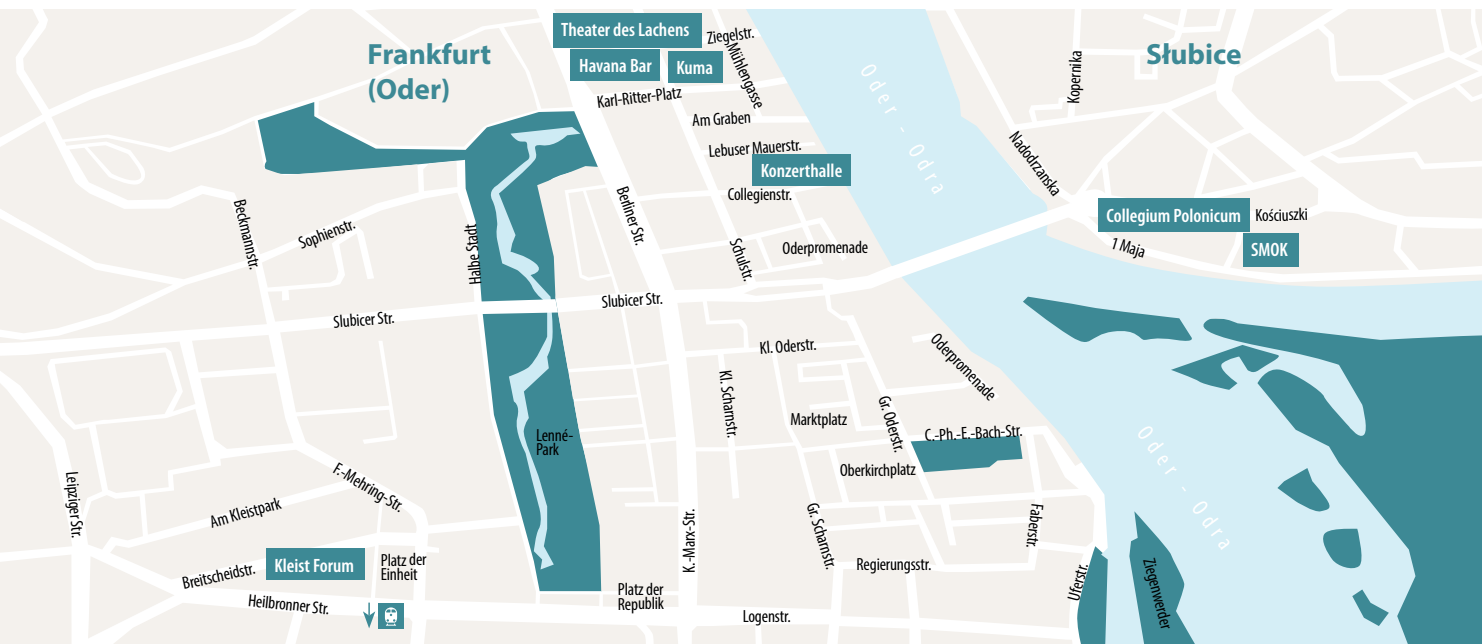 Theater des Lachens
Ziegelstr.
Frankfurt
(Oder)
Słubice
Havana Bar
Kuma
Mühlengasse
Kopernika
Karl-Ritter-Platz
Oder - Odra
Am Graben
Lebuser Mauerstr.
Nadodrzanska
Konzerthalle
Collegienstr.
Berliner Str.
Beckmannstr.
Sophienstr.
Halbe Stadt
Collegium Polonicum
Kościuszki
1 Maja
SMOK
Schulstr.
Oderpromenade
Slubicer Str.
Slubicer Str.
Kl. Oderstr.
Oderpromenade
Kl. Scharnstr.
Marktplatz
Gr. Oderstr.
C.-Ph.-E.-Bach-Str.
Lenné-
Park
Oberkirchplatz
Oder - Odra
Leipziger Str.
F.-Mehring-Str.
Am Kleistpark
K.-Marx-Str.
Gr. Scharnstr.
Faberstr.
Breitscheidstr.
Kleist Forum
Platz der
Einheit
Regierungsstr.
Uferstr.
Ziegenwerder
Heilbronner Str.
Platz der
Republik
Logenstr.